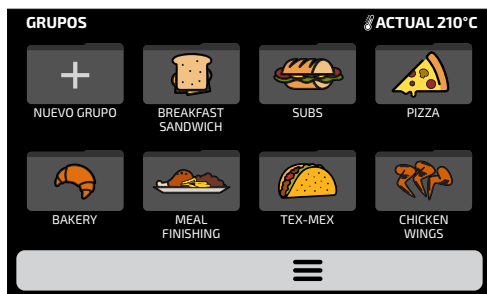 GRUPOS
ACTUAL 210°C
NUEVO GRUPO
BREAKFAST
SANDWICH
SUBS
PIZZA
BAKERY
MEAL
FINISHING
TEX-MEX
CHICKEN
WINGS